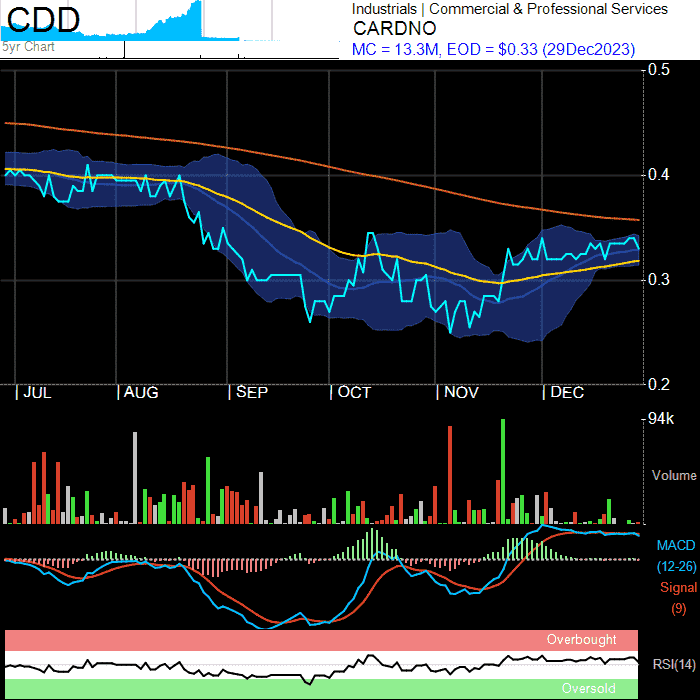 CDD
5yr Chart
Industrials | Commercial & Professional Services
CARDNO
MC = 13.3M, EOD = $0.33 (29Dec2023)
0.5
0.4
0.3
0.2
JUL AUG SEP OCT NOV DEC
94k
Volume
MACD
(12-26)
Signal
(9)
Overbought
RSI(14)
Oversold